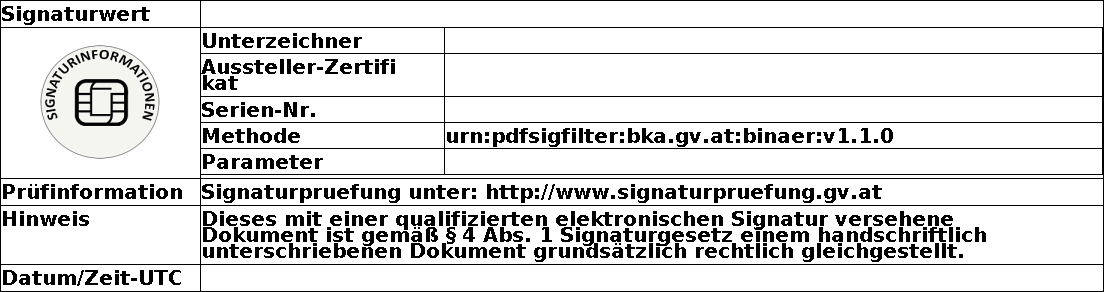 Signaturwert
SIGNATURINFORMATIONEN
Unterzeichner
Aussteller-Zertifi
kat
Serien-Nr.
Methode urn:pdfsigfilter:bka.gv.at:binaer:v1.1.0
Parameter
Prüfinformation Signaturpruefung unter: http://www.signaturpruefung.gv.at
Hinweis Dieses mit einer qualifizierten elektronischen Signatur versehene
Dokument ist gemäß § 4 Abs. 1 Signaturgesetz einem handschriftlich
unterschriebenen Dokument grundsätzlich rechtlich gleichgestellt.
Datum/Zeit-UTC